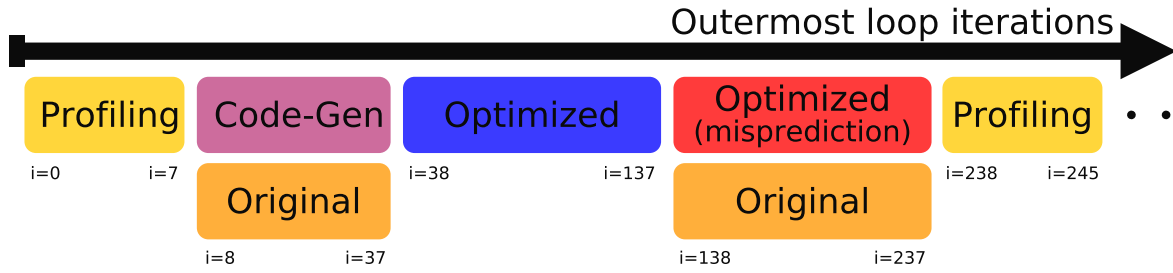 Outermost loop iterations
Profiling Code-Gen Optimized Optimized (misprediction) Profiling
i=0 i=7 i=38 i=137 i=238 i=245
Original Original
i=8 i=37 i=138 i=237